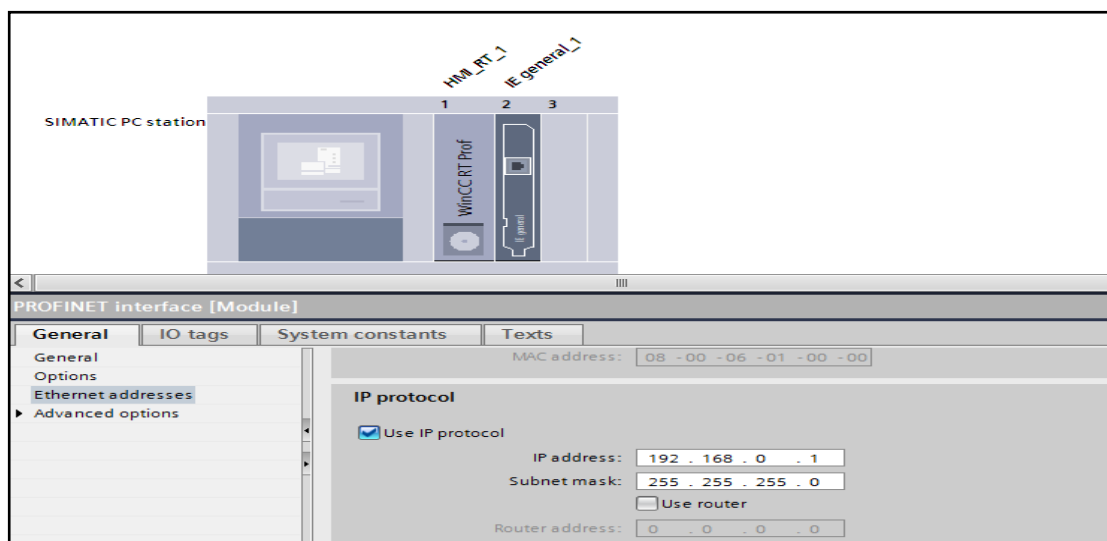 HMI_RT_1
IE general_1
1 2 3
SIMATIC PC station
WinCC RT Prof
IE general
PROFINET interface [Module]
General IO tags System constants Texts
General
Options
Ethernet addresses
Advanced options
MAC address: 08 -00 -06 -01 -00 -00
IP protocol
Use IP protocol
IP address: 192 . 168 . 0 . 1
Subnet mask: 255 . 255 . 255 . 0
Use router
Router address: 0 . 0 . 0 . 0